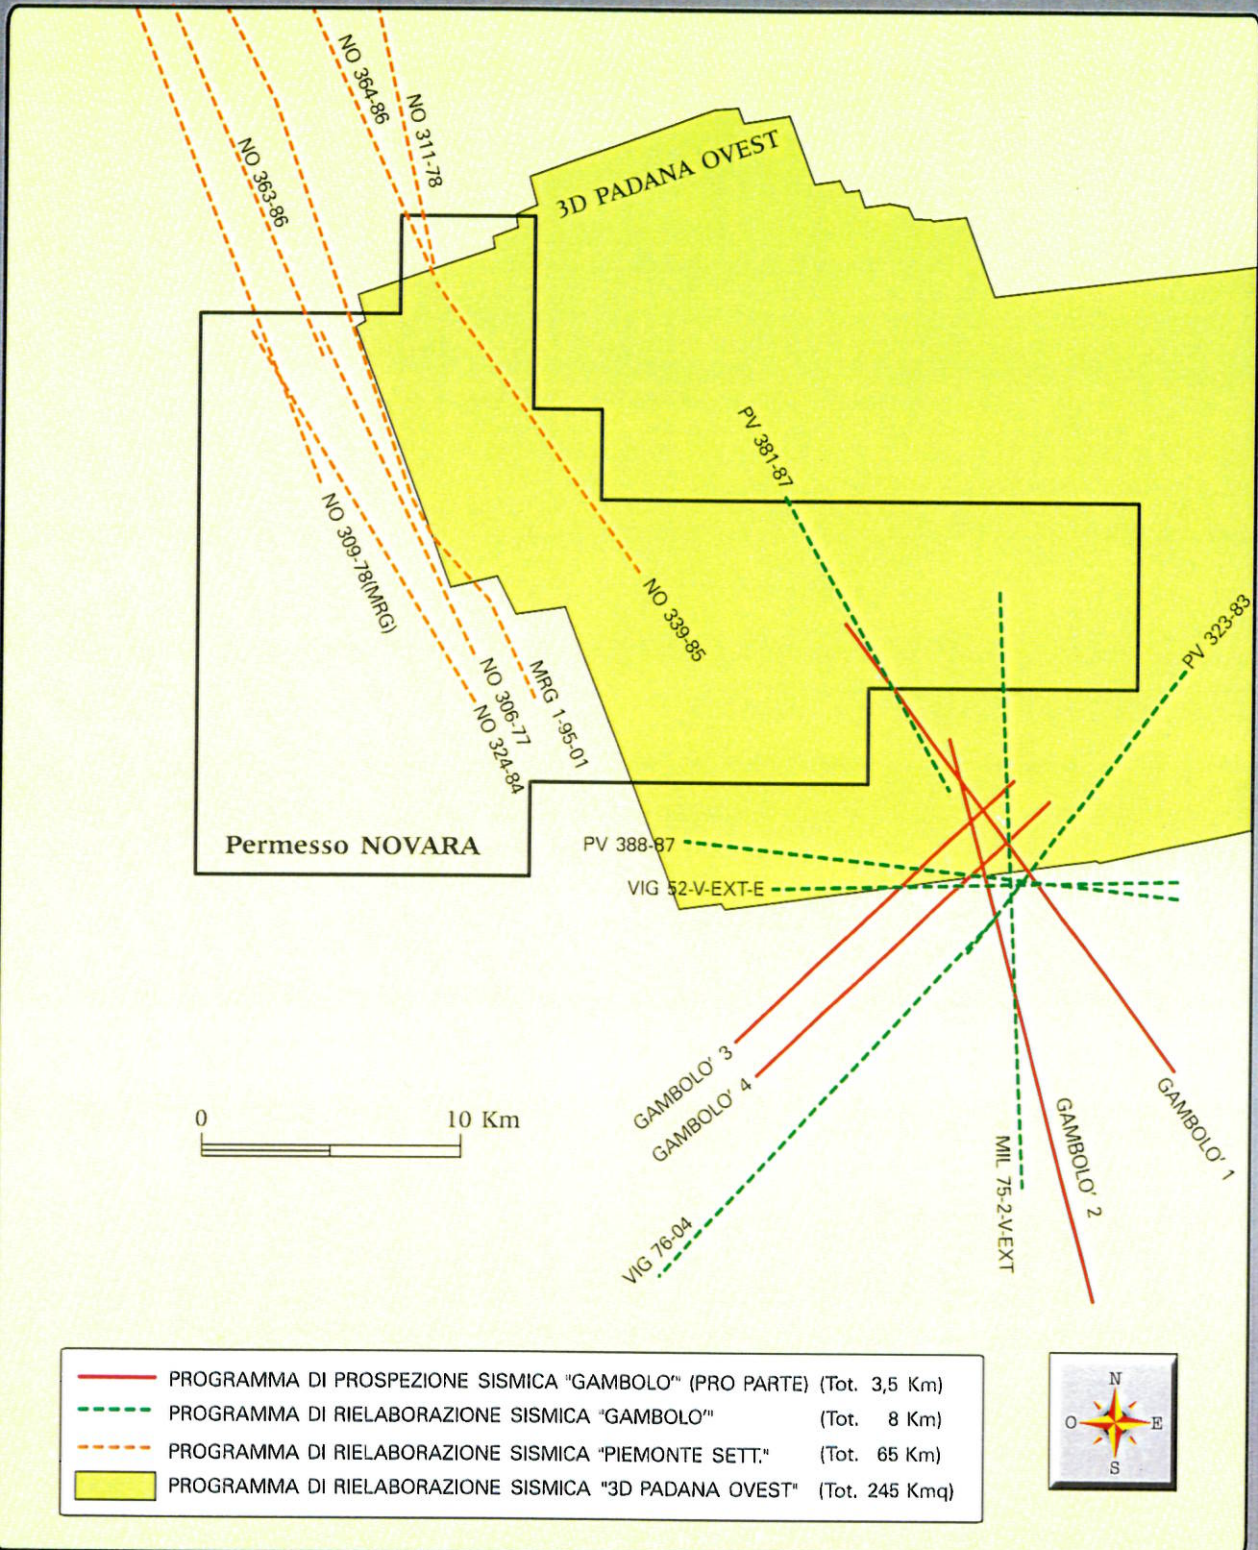 NO 364-86
NO 311-78
NO 363-86
3D PADANA OVEST
PV 381-87
NO 309-78(MRG)
NO 339-85
PV 323-83
MRG 1-95-01
NO 306-77
NO 324-84
Permesso NOVARA
PV 388-87
VIG 52-V-EXT-E
GAMBOLO' 3
GAMBOLO' 4
GAMBOLO' 1
GAMBOLO' 2
MIL 75-2-V-EXT
VIG 76-04
0 10 Km
PROGRAMMA DI PROSPEZIONE SISMICA "GAMBOLO'" (PRO PARTE) (Tot. 3,5 Km)
PROGRAMMA DI RIELABORAZIONE SISMICA "GAMBOLO'" (Tot. 8 Km)
PROGRAMMA DI RIELABORAZIONE SISMICA "PIEMONTE SETT." (Tot. 65 Km)
PROGRAMMA DI RIELABORAZIONE SISMICA "3D PADANA OVEST" (Tot. 245 Kmq)
N
O E
S